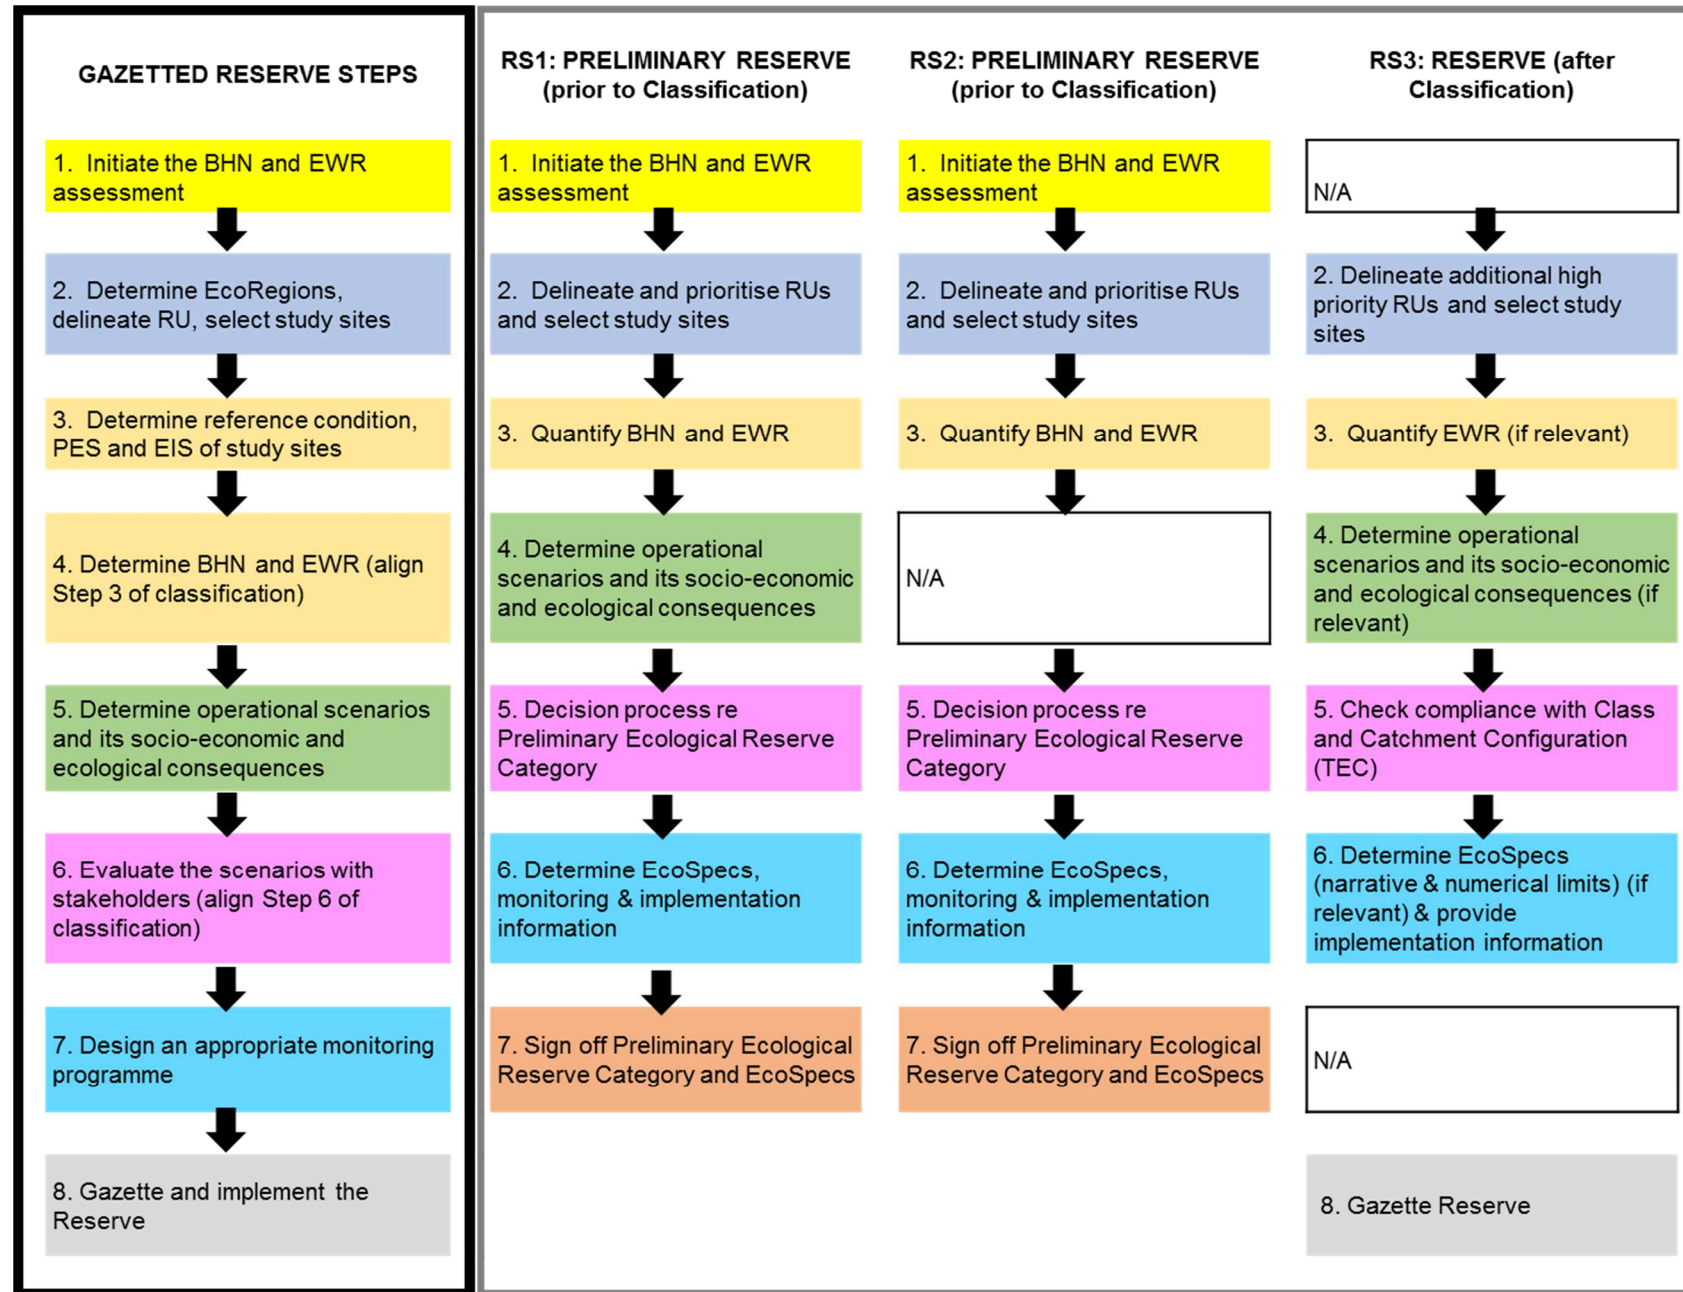 GAZETTED RESERVE STEPS
1. Initiate the BHN and EWR
assessment
2. Determine EcoRegions,
delineate RU, select study sites
3. Determine reference condition,
PES and EIS of study sites
4. Determine BHN and EWR (align
Step 3 of classification)
5. Determine operational scenarios
and its socio-economic and
ecological consequences
6. Evaluate the scenarios with
stakeholders (align Step 6 of
classification)
7. Design an appropriate monitoring
programme
8. Gazette and implement the
Reserve
RS1: PRELIMINARY RESERVE
(prior to Classification)
1. Initiate the BHN and EWR
assessment
2. Delineate and prioritise RUs
and select study sites
3. Quantify BHN and EWR
4. Determine operational
scenarios and its socio-economic
and ecological consequences
5. Decision process re
Preliminary Ecological Reserve
Category
6. Determine EcoSpecs,
monitoring & implementation
information
7. Sign off Preliminary Ecological
Reserve Category and EcoSpecs
RS2: PRELIMINARY RESERVE
(prior to Classification)
1. Initiate the BHN and EWR
assessment
2. Delineate and prioritise RUs
and select study sites
3. Quantify BHN and EWR
N/A
5. Decision process re
Preliminary Ecological Reserve
Category
6. Determine EcoSpecs,
monitoring & implementation
information
7. Sign off Preliminary Ecological
Reserve Category and EcoSpecs
RS3: RESERVE (after
Classification)
N/A
2. Delineate additional high
priority RUs and select study
sites
3. Quantify EWR (if relevant)
4. Determine operational
scenarios and its socio-economic
and ecological consequences (if
relevant)
5. Check compliance with Class
and Catchment Configuration
(TEC)
6. Determine EcoSpecs
(narrative & numerical limits) (if
relevant) & provide
implementation information
N/A
8. Gazette Reserve